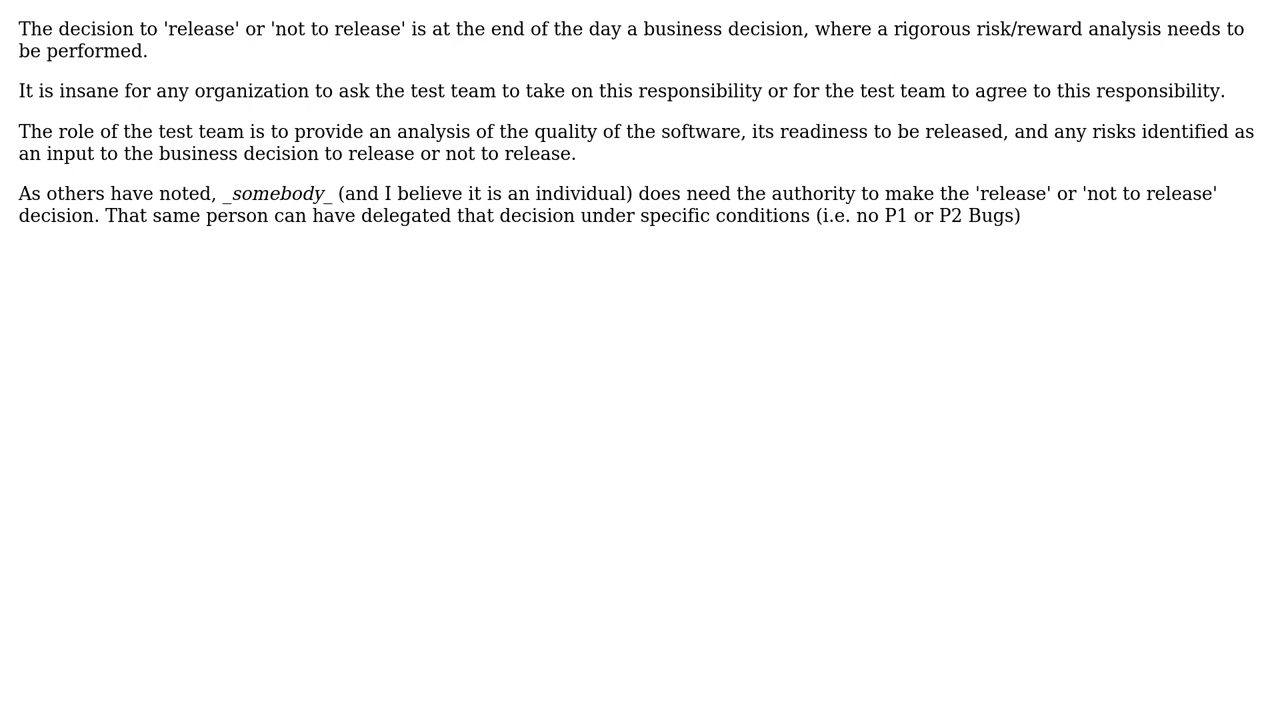 The decision to 'release' or 'not to release' is at the end of the day a business decision, where a rigorous risk/reward analysis needs to
be performed.
It is insane for any organization to ask the test team to take on this responsibility or for the test team to agree to this responsibility.
The role of the test team is to provide an analysis of the quality of the software, its readiness to be released, and any risks identified as
an input to the business decision to release or not to release.
As others have noted, _somebody_ (and I believe it is an individual) does need the authority to make the 'release' or 'not to release'
decision. That same person can have delegated that decision under specific conditions (i.e. no P1 or P2 Bugs)